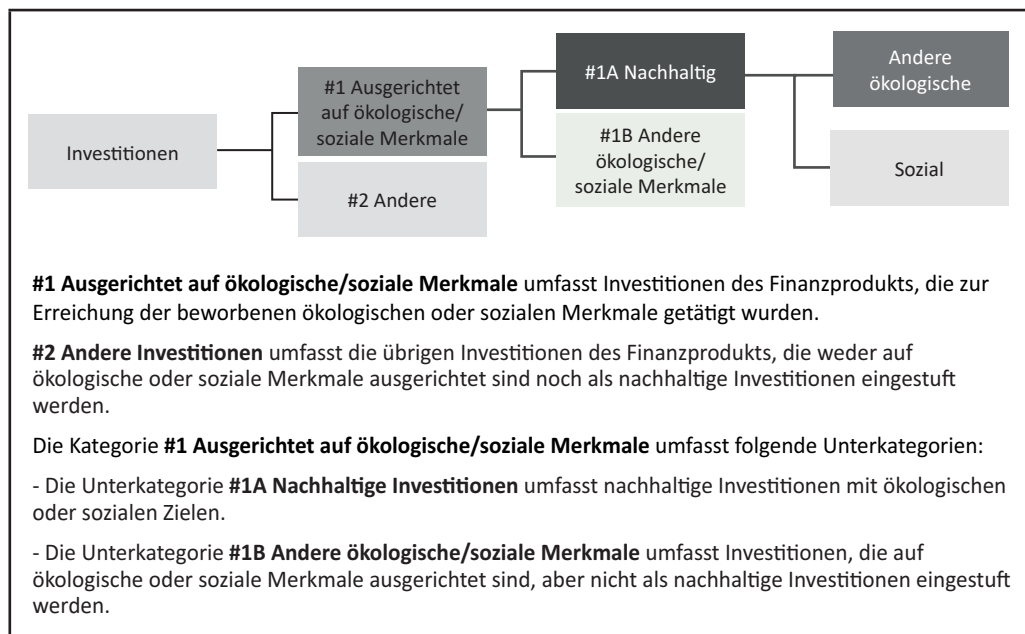 Investitionen
#1 Ausgerichtet
auf ökologische/
soziale Merkmale
#2 Andere
#1A Nachhaltig
#1B Andere
ökologische/
soziale Merkmale
Andere
ökologische
Sozial
#1 Ausgerichtet auf ökologische/soziale Merkmale umfasst Investitionen des Finanzprodukts, die zur
Erreichung der beworbenen ökologischen oder sozialen Merkmale getätigt wurden.
#2 Andere Investitionen umfasst die übrigen Investitionen des Finanzprodukts, die weder auf
ökologische oder soziale Merkmale ausgerichtet sind noch als nachhaltige Investitionen eingestuft
werden.
Die Kategorie #1 Ausgerichtet auf ökologische/soziale Merkmale umfasst folgende Unterkategorien:
- Die Unterkategorie #1A Nachhaltige Investitionen umfasst nachhaltige Investitionen mit ökologischen
oder sozialen Zielen.
- Die Unterkategorie #1B Andere ökologische/soziale Merkmale umfasst Investitionen, die auf
ökologische oder soziale Merkmale ausgerichtet sind, aber nicht als nachhaltige Investitionen eingestuft
werden.